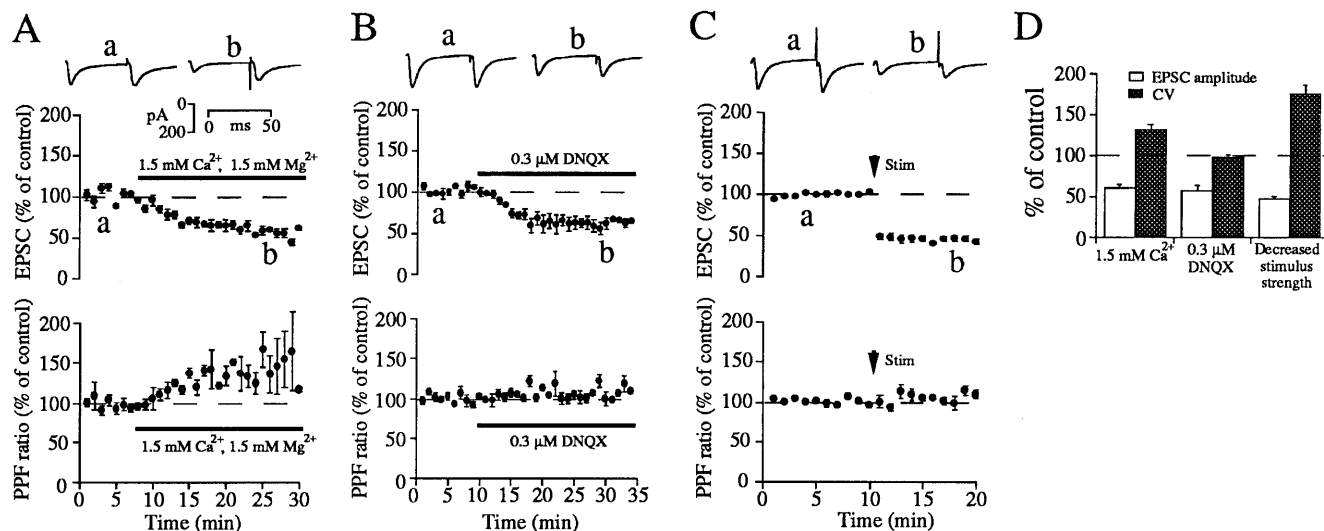 A
a
b
0
pA
200
0 ms 50
200
150
100
50
0
EPSC (% of control)
1.5 mM Ca²⁺, 1.5 mM Mg²⁺
a
b
200
150
100
50
0
PPF ratio (% of control)
1.5 mM Ca²⁺, 1.5 mM Mg²⁺
0 5 10 15 20 25 30
Time (min)
B
a
b
200
150
100
50
0
EPSC (% of control)
0.3 µM DNQX
a
b
200
150
100
50
0
PPF ratio (% of control)
0.3 µM DNQX
0 5 10 15 20 25 30 35
Time (min)
C
a
b
200
150
100
50
0
EPSC (% of control)
Stim
a
b
200
150
100
50
0
PPF ratio (% of control)
Stim
0 5 10 15 20
Time (min)
D
200
150
100
50
0
% of control
EPSC amplitude
CV
1.5 mM Ca²⁺
0.3 µM
DNQX
Decreased
stimulus
strength